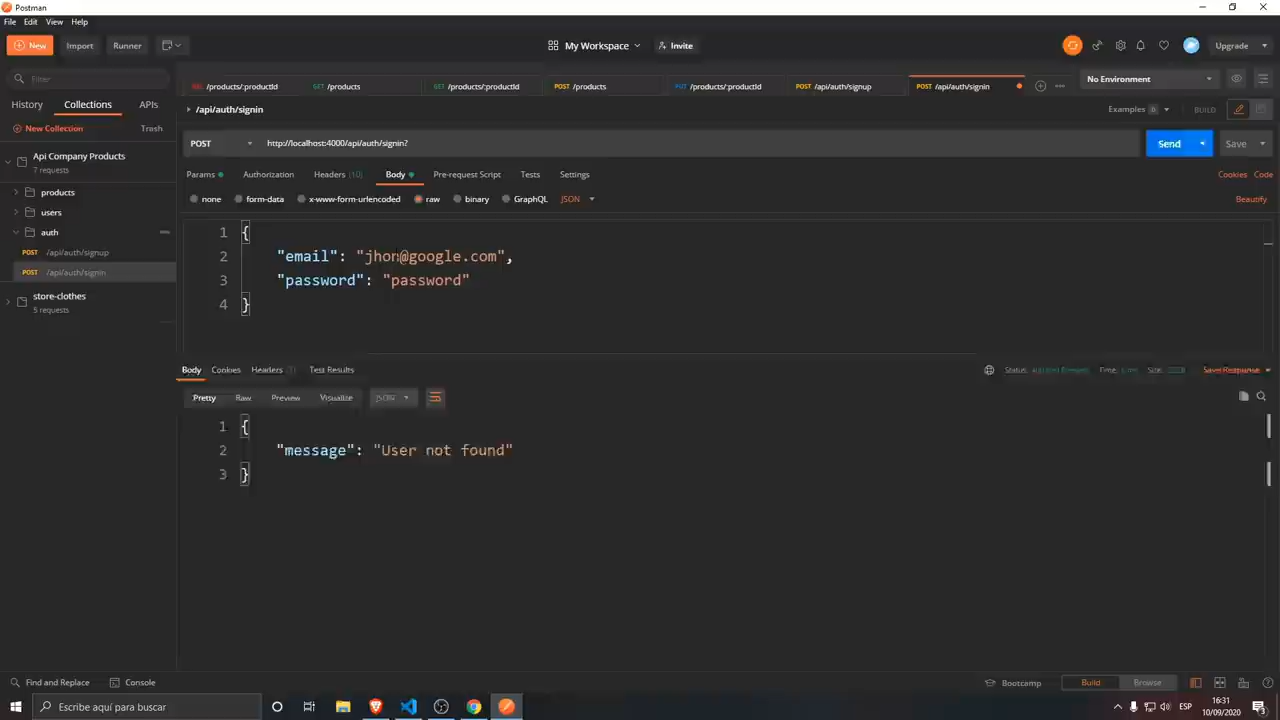 Postman
File Edit View Help
New Import Runner My Workspace Invite Upgrade
Filter
History Collections APIs
New Collection Trash
Api Company Products
7 requests
products
users
auth
POST /api/auth/signup
POST /api/auth/signin
store-clothes
5 requests
/products/:productId GET /products GET /products/:productId POST /products PUT /products/:productId POST /api/auth/signup POST /api/auth/signin No Environment
/api/auth/signin Examples 0 BUILD
POST http://localhost:4000/api/auth/signin? Send Save
Params Authorization Headers (10) Body Pre-request Script Tests Settings Cookies Code
none form-data x-www-form-urlencoded raw binary GraphQL JSON Beautify
1 {
2 "email": "jhon@google.com",
3 "password": "password"
4 }
Body Cookies Headers Test Results Status: Time: Size: Save Response
Pretty Raw Preview Visualize JSON
1 {
2 "message": "User not found"
3 }
Find and Replace Console Bootcamp Build Browse
Escribe aquí para buscar ESP 16:31
10/09/2020